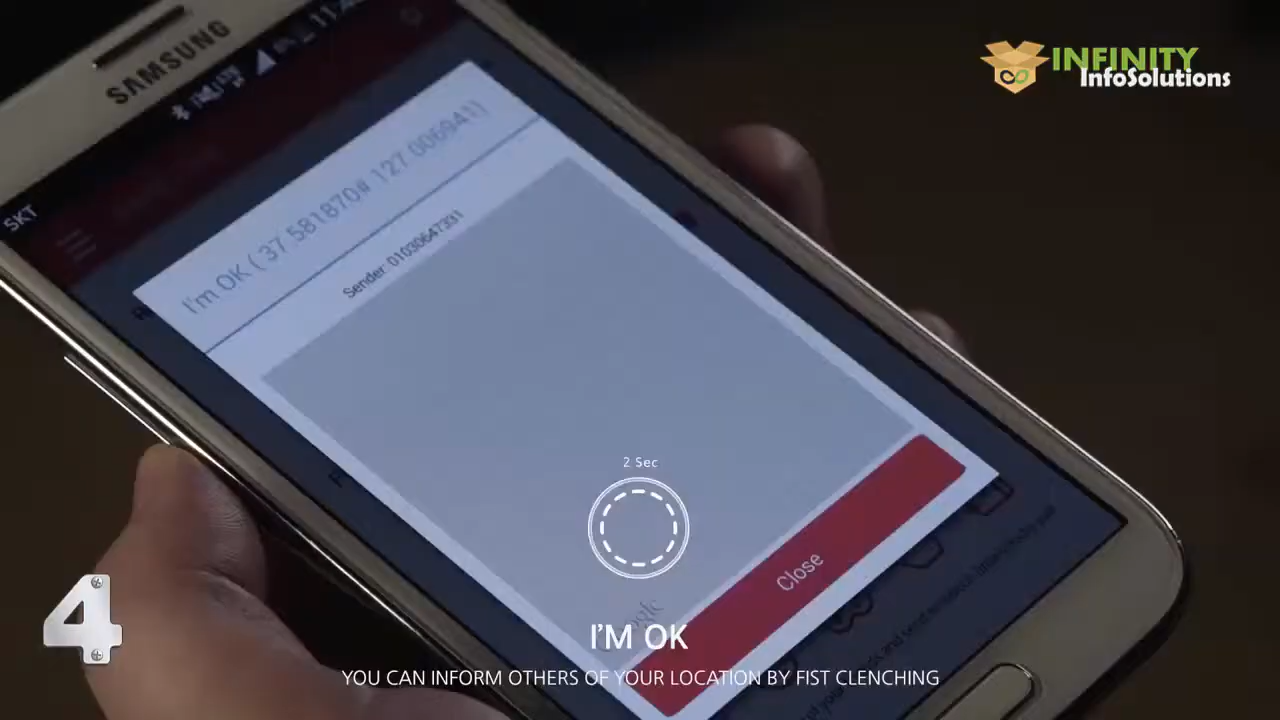 SAMSUNG
SKT
INFINITY
InfoSolutions
I'm OK ( 37.581870# 127.006941)
Sender: 01030647331
2 Sec
Close
4
I'M OK
YOU CAN INFORM OTHERS OF YOUR LOCATION BY FIST CLENCHING